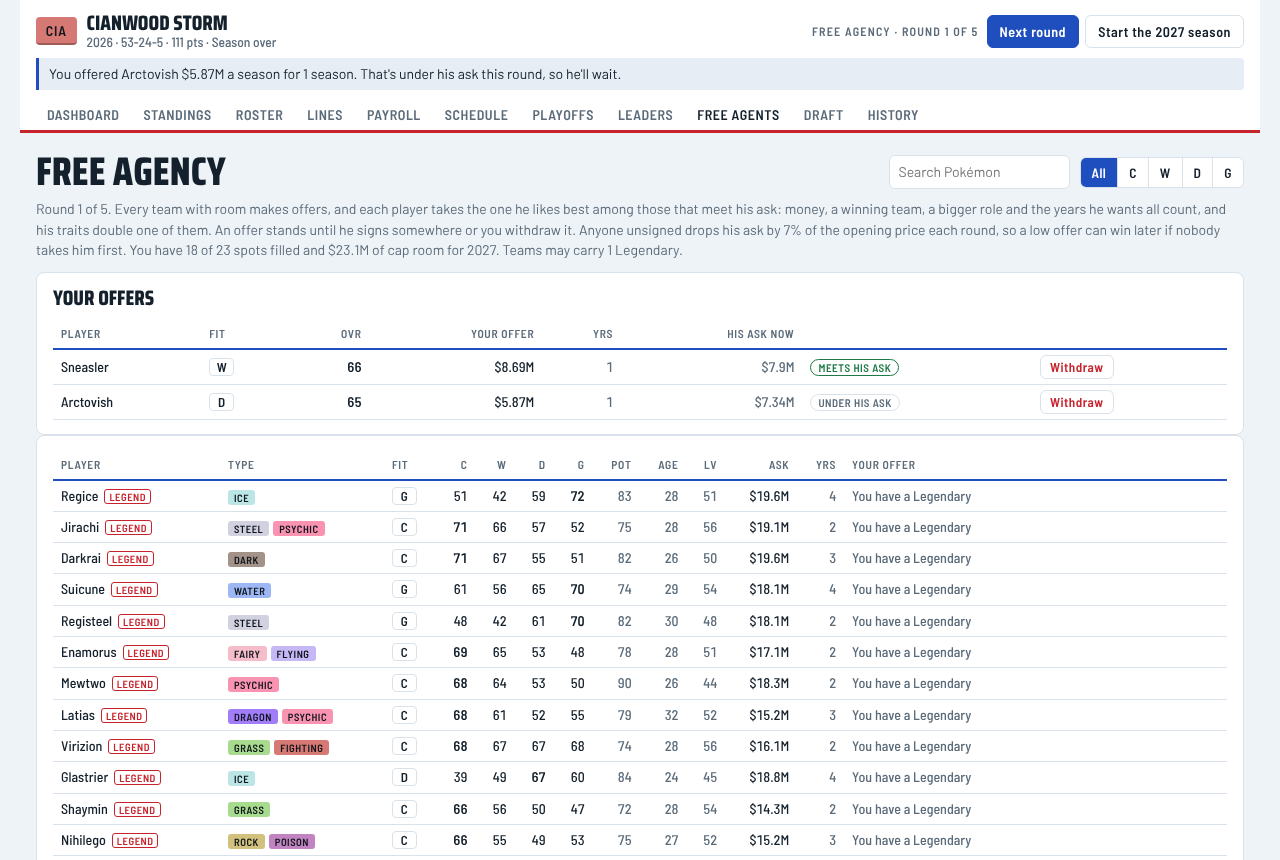 CIA
CIANWOOD STORM
2026 · 53-24-5 · 111 pts · Season over
FREE AGENCY · ROUND 1 OF 5
Next round
Start the 2027 season
You offered Arctovish $5.87M a season for 1 season. That's under his ask this round, so he'll wait.
DASHBOARD STANDINGS ROSTER LINES PAYROLL SCHEDULE PLAYOFFS LEADERS FREE AGENTS DRAFT HISTORY
FREE AGENCY
Search Pokémon
All C W D G
Round 1 of 5. Every team with room makes offers, and each player takes the one he likes best among those that meet his ask: money, a winning team, a bigger role and the years he wants all count, and
his traits double one of them. An offer stands until he signs somewhere or you withdraw it. Anyone unsigned drops his ask by 7% of the opening price each round, so a low offer can win later if nobody
takes him first. You have 18 of 23 spots filled and $23.1M of cap room for 2027. Teams may carry 1 Legendary.
YOUR OFFERS
PLAYER FIT OVR YOUR OFFER YRS HIS ASK NOW
Sneasler W 66 $8.69M 1 $7.9M MEETS HIS ASK Withdraw
Arctovish D 65 $5.87M 1 $7.34M UNDER HIS ASK Withdraw
PLAYER TYPE FIT C W D G POT AGE LV ASK YRS YOUR OFFER
Regice LEGEND ICE G 51 42 59 72 83 28 51 $19.6M 4 You have a Legendary
Jirachi LEGEND STEEL PSYCHIC C 71 66 57 52 75 28 56 $19.1M 2 You have a Legendary
Darkrai LEGEND DARK C 71 67 55 51 82 26 50 $19.6M 3 You have a Legendary
Suicune LEGEND WATER G 61 56 65 70 74 29 54 $18.1M 4 You have a Legendary
Registeel LEGEND STEEL G 48 42 61 70 82 30 48 $18.1M 2 You have a Legendary
Enamorus LEGEND FAIRY FLYING C 69 65 53 48 78 28 51 $17.1M 2 You have a Legendary
Mewtwo LEGEND PSYCHIC C 68 64 53 50 90 26 44 $18.3M 2 You have a Legendary
Latias LEGEND DRAGON PSYCHIC C 68 61 52 55 79 32 52 $15.2M 3 You have a Legendary
Virizion LEGEND GRASS FIGHTING C 68 67 67 68 74 28 56 $16.1M 2 You have a Legendary
Glastrier LEGEND ICE D 39 49 67 60 84 24 45 $18.8M 4 You have a Legendary
Shaymin LEGEND GRASS C 66 56 50 47 72 28 54 $14.3M 2 You have a Legendary
Nihilego LEGEND ROCK POISON C 66 55 49 53 75 27 52 $15.2M 3 You have a Legendary